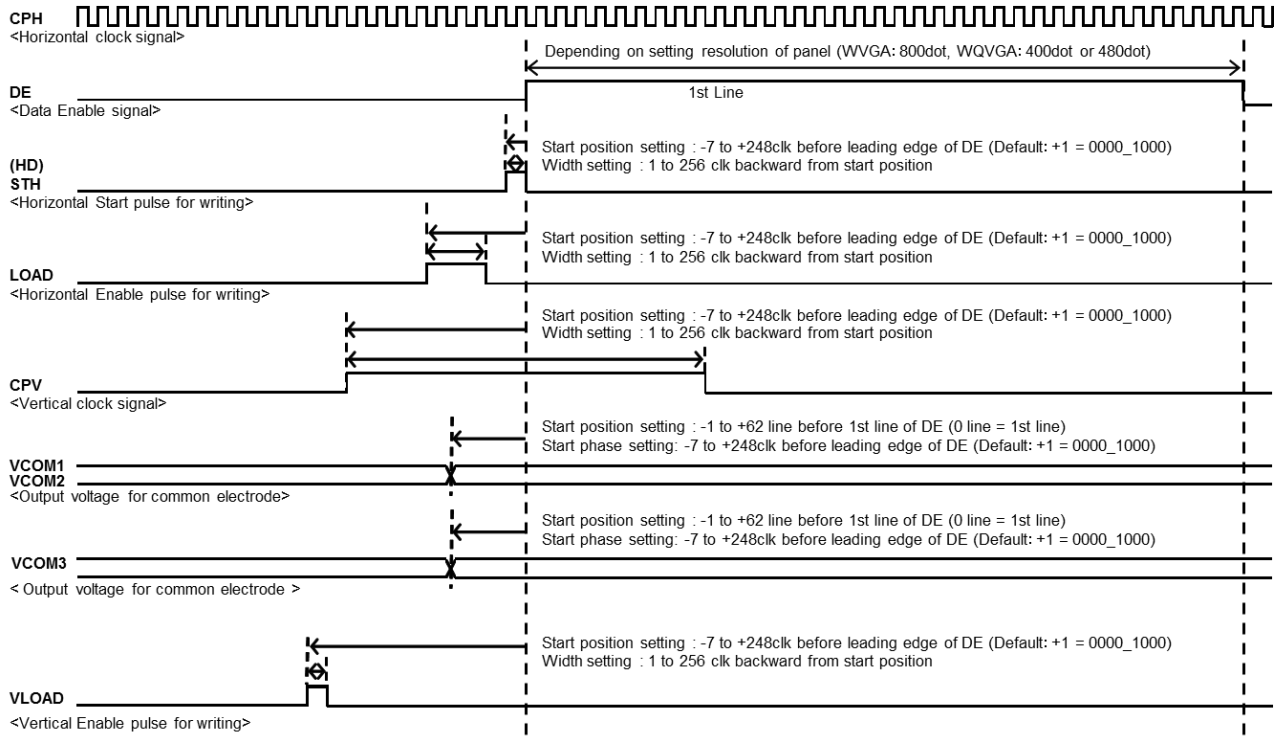 CPH
<Horizontal clock signal>
Depending on setting resolution of panel (WVGA: 800dot, WQVGA: 400dot or 480dot)
DE
1st Line
<Data Enable signal>
Start position setting : -7 to +248clk before leading edge of DE (Default: +1 = 0000_1000)
(HD)
Width setting : 1 to 256 clk backward from start position
STH
<Horizontal Start pulse for writing>
Start position setting : -7 to +248clk before leading edge of DE (Default: +1 = 0000_1000)
Width setting : 1 to 256 clk backward from start position
LOAD
<Horizontal Enable pulse for writing>
Start position setting : -7 to +248clk before leading edge of DE (Default: +1 = 0000_1000)
Width setting : 1 to 256 clk backward from start position
CPV
<Vertical clock signal>
Start position setting : -1 to +62 line before 1st line of DE (0 line = 1st line)
Start phase setting: -7 to +248clk before leading edge of DE (Default: +1 = 0000_1000)
VCOM1
VCOM2
<Output voltage for common electrode>
Start position setting : -1 to +62 line before 1st line of DE (0 line = 1st line)
Start phase setting: -7 to +248clk before leading edge of DE (Default: +1 = 0000_1000)
VCOM3
< Output voltage for common electrode >
Start position setting : -7 to +248clk before leading edge of DE (Default: +1 = 0000_1000)
Width setting : 1 to 256 clk backward from start position
VLOAD
<Vertical Enable pulse for writing>